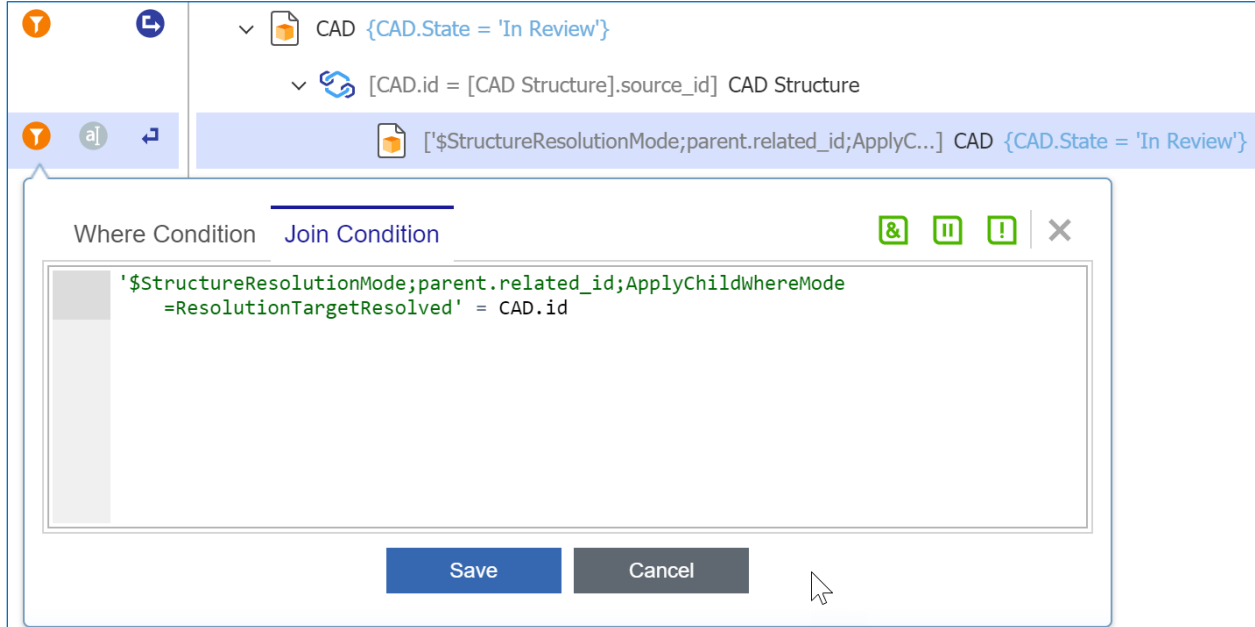 CAD {CAD.State = 'In Review'}
[CAD.id = [CAD Structure].source_id] CAD Structure
a ['$StructureResolutionMode;parent.related_id;ApplyC...] CAD {CAD.State = 'In Review'}
Where Condition Join Condition & !
'$StructureResolutionMode;parent.related_id;ApplyChildWhereMode
=ResolutionTargetResolved' = CAD.id
Save Cancel